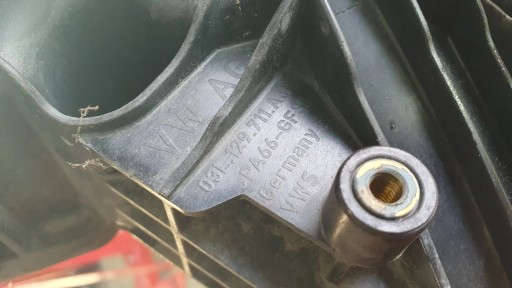 VW AG
03L.129.711.A
PA66-GF
Germany
VWS